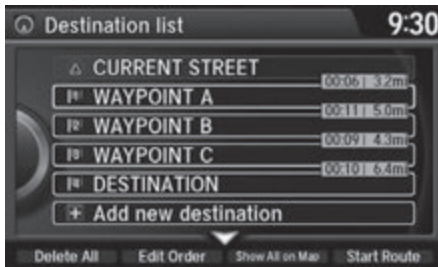 Destination list
9:30
CURRENT STREET
00:06 | 3.2mi
WAYPOINT A
00:11 | 5.0mi
WAYPOINT B
00:09 | 4.3mi
WAYPOINT C
00:10 | 6.4mi
DESTINATION
Add new destination
Delete All Edit Order Show All on Map Start Route